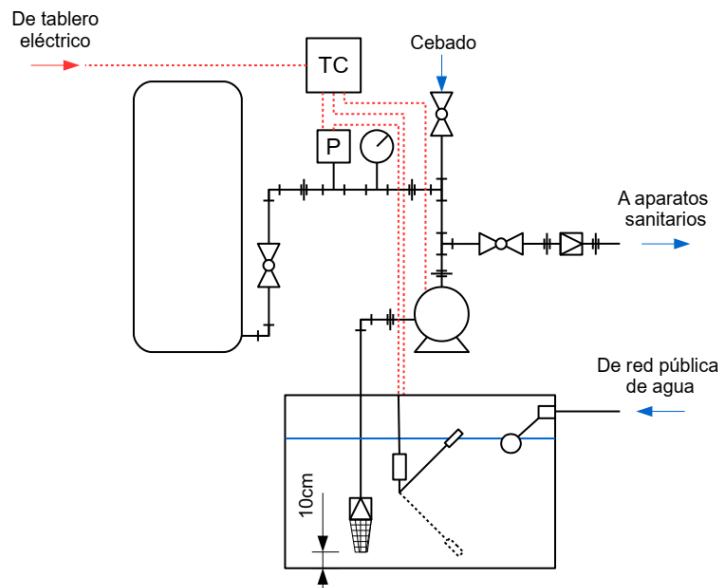 De tablero
eléctrico
TC
Cebado
P
A aparatos
sanitarios
De red pública
de agua
10cm